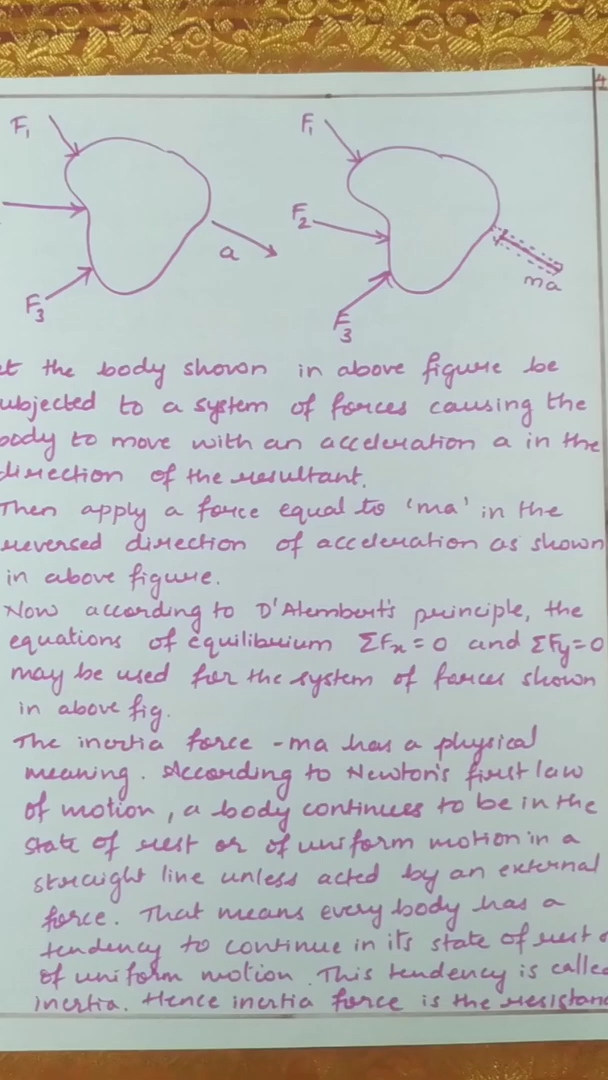 F1 F1
F2
a
F3 ma
F3
et the body shown in above figure be
ubjected to a system of forces causing the
body to move with an acceleration a in the
direction of the resultant.
Then apply a force equal to 'ma' in the
reversed direction of acceleration as shown
in above figure.
Now according to D'Alembert's principle, the
equations of equilibrium ΣFx = 0 and ΣFy = 0
may be used for the system of forces shown
in above fig.
The inertia force -ma has a physical
meaning. According to Newton's first law
of motion, a body continues to be in the
state of rest or of uniform motion in a
straight line unless acted by an external
force. That means every body has a
tendency to continue in its state of rest o
of uniform motion. This tendency is calle
inertia. Hence inertia force is the resistan